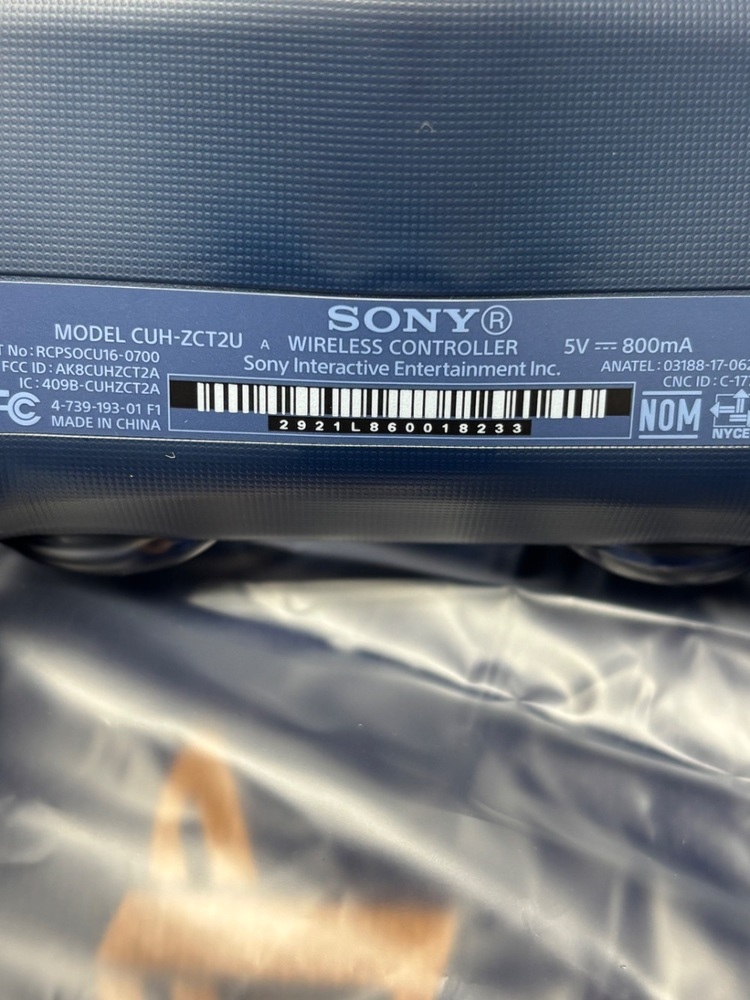 SONY®
MODEL CUH-ZCT2U A WIRELESS CONTROLLER 5V ⎓ 800mA
T No: RCPSOCU16-0700
Sony Interactive Entertainment Inc.
ANATEL: 03188-17-062
FCC ID: AK8CUHZCT2A
CNC ID: C-17
IC: 409B-CUHZCT2A
FC
4-739-193-01 F1
MADE IN CHINA
2921L860018233
NOM
NYCE